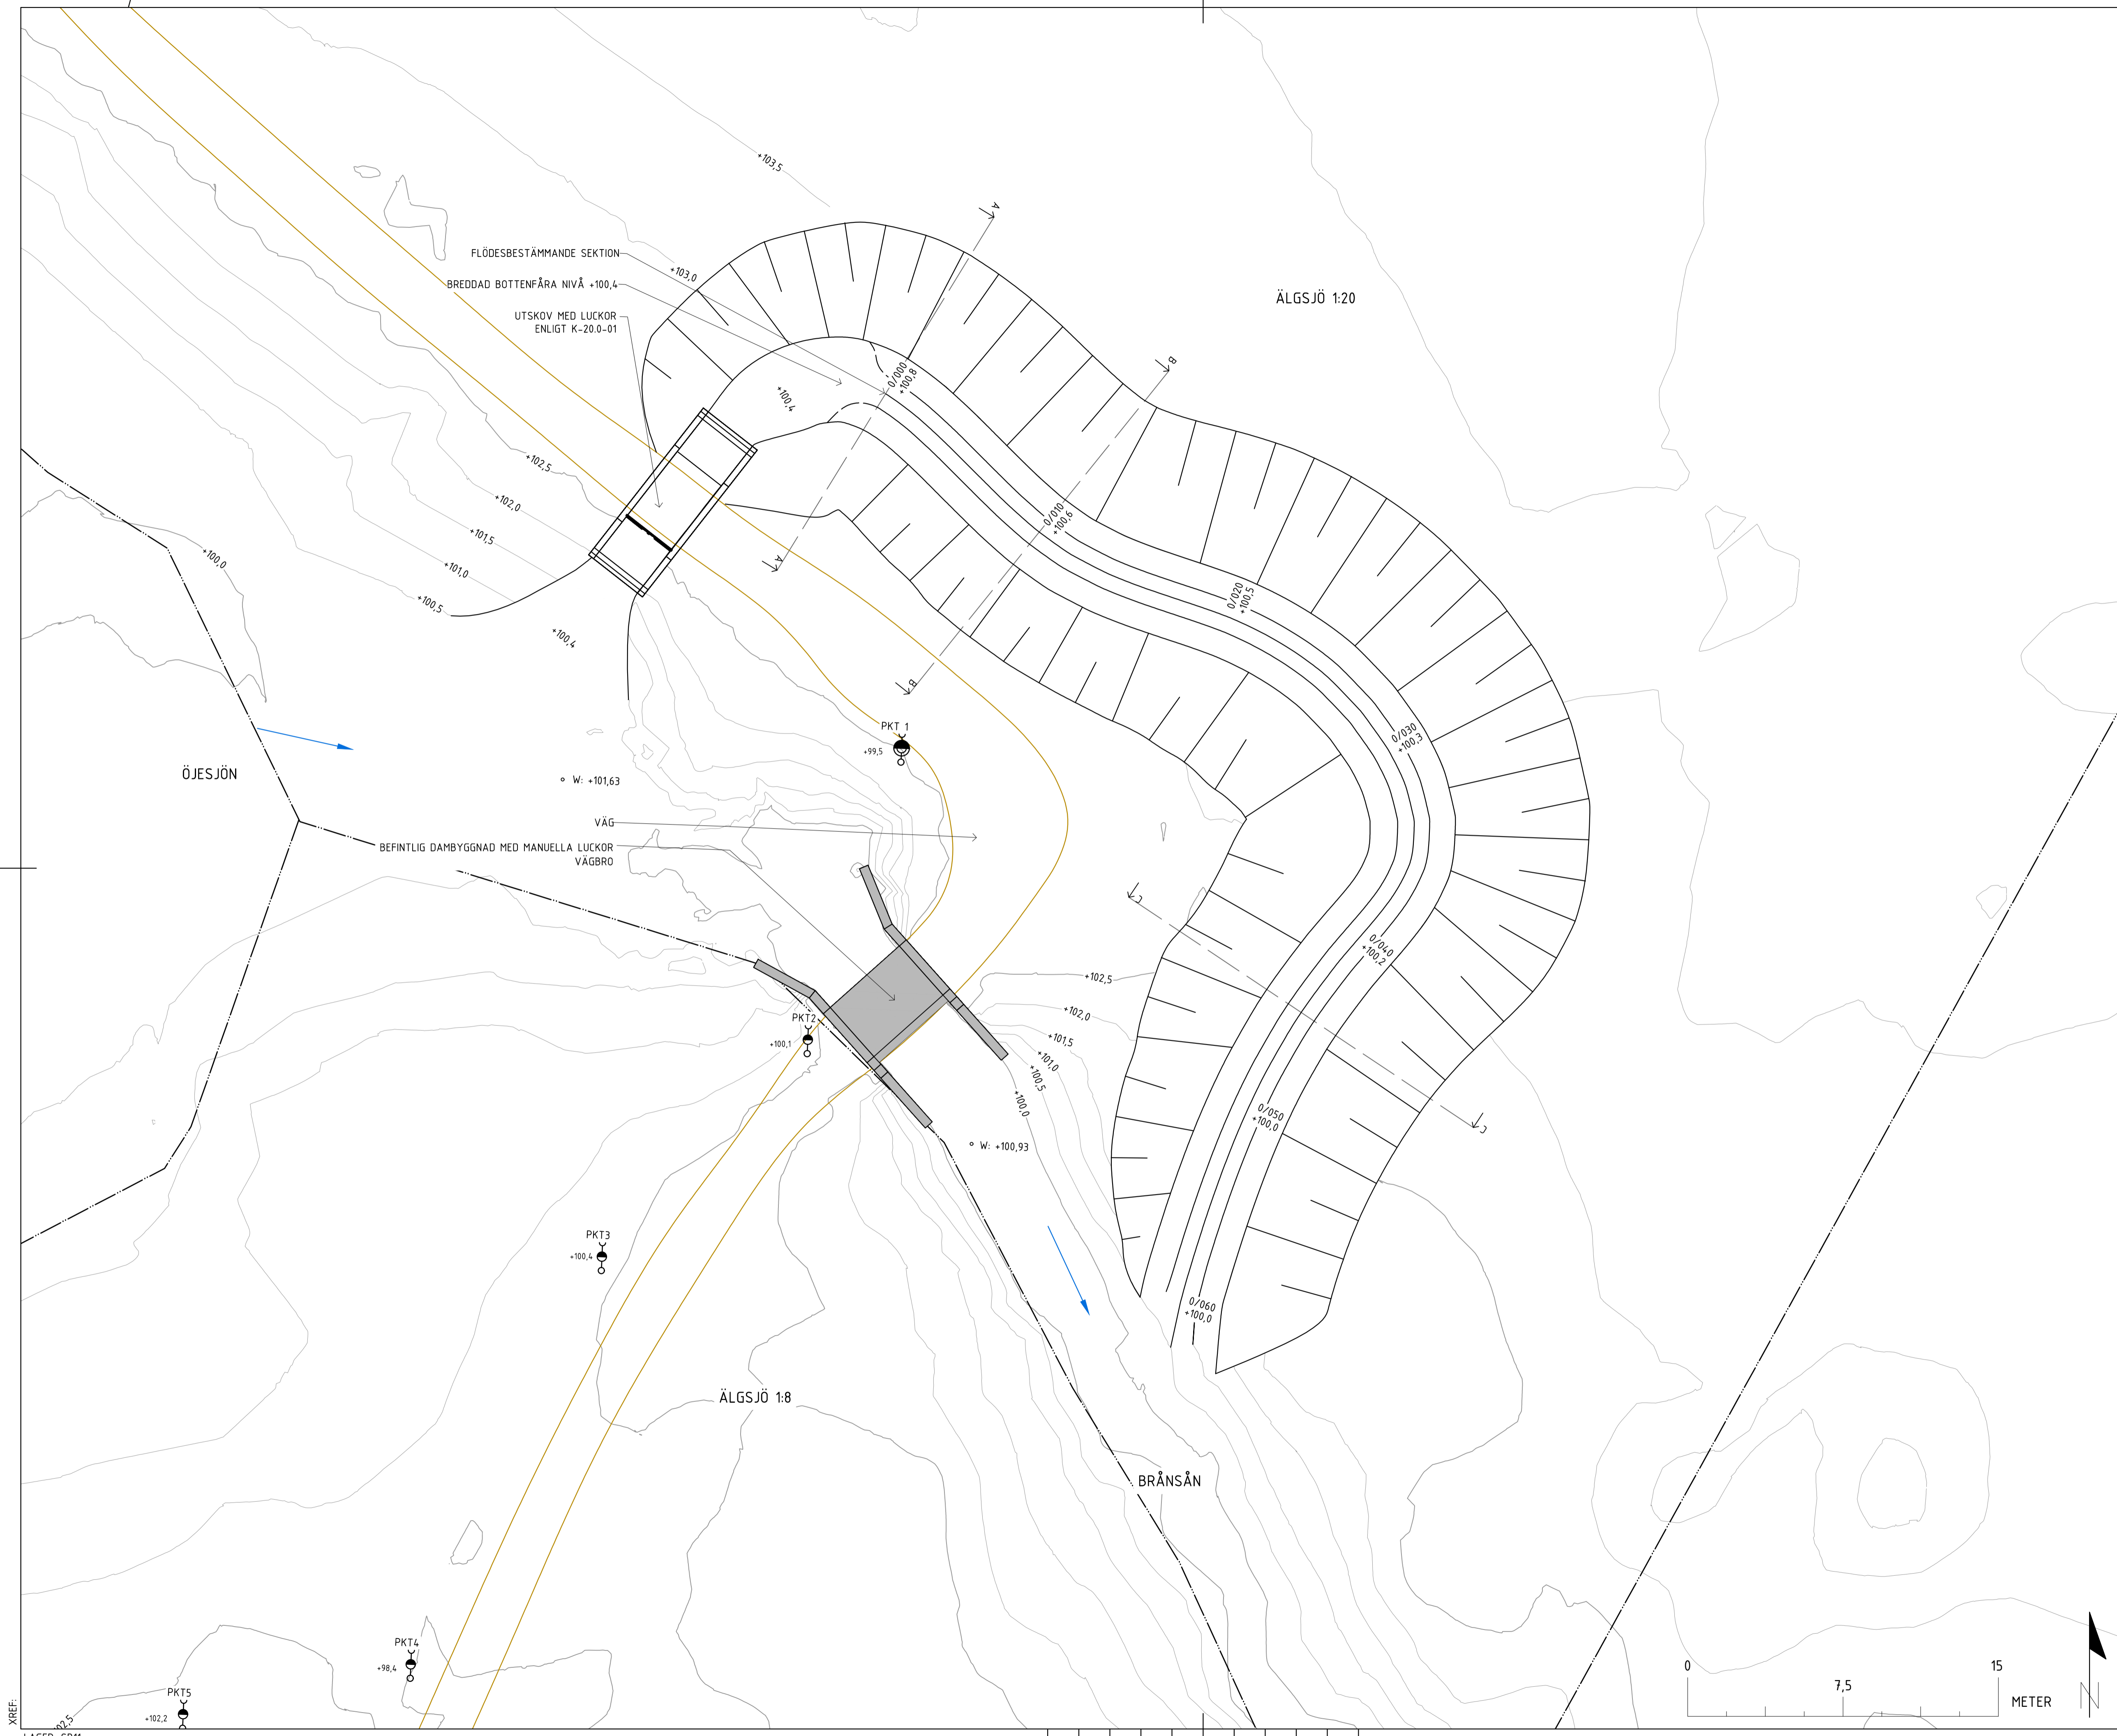 +103,5
A
FLÖDESBESTÄMMANDE SEKTION
+103,0
BREDDAD BOTTENFÅRA NIVÅ +100,4
ÄLGSJÖ 1:20
UTSKOV MED LUCKOR
ENLIGT K-20.0-01
B
0/000
+100,8
+100,4
+102,5
+102,0
0/010
+100,6
+101,5
+100,0
+101,0
A
+100,5
0/020
+100,5
+100,4
B
PKT 1
+99,5
0/030
+100,3
ÖJESJÖN
W: +101,63
VÄG
BEFINTLIG DAMBYGGNAD MED MANUELLA LUCKOR
VÄGBRO
C
0/040
+100,2
+102,5
+102,0
PKT2
+100,1
+101,5
+101,0
+100,5
+100,0
0/050
+100,0
C
W: +100,93
PKT3
+100,4
0/060
+100,0
ÄLGSJÖ 1:8
BRÅNSÅN
PKT4
+98,4
0
15
7,5
METER
N
PKT5
+102,2
02,5
XREF: